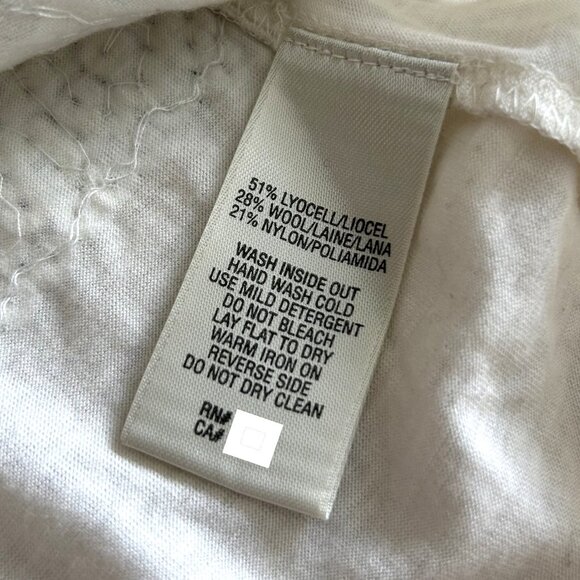 51% LYOCELL/LIOCEL
28% WOOL/LAINE/LANA
21% NYLON/POLIAMIDA
WASH INSIDE OUT
HAND WASH COLD
USE MILD DETERGENT
DO NOT BLEACH
LAY FLAT TO DRY
WARM IRON ON
REVERSE SIDE
DO NOT DRY CLEAN
RN#
CA#